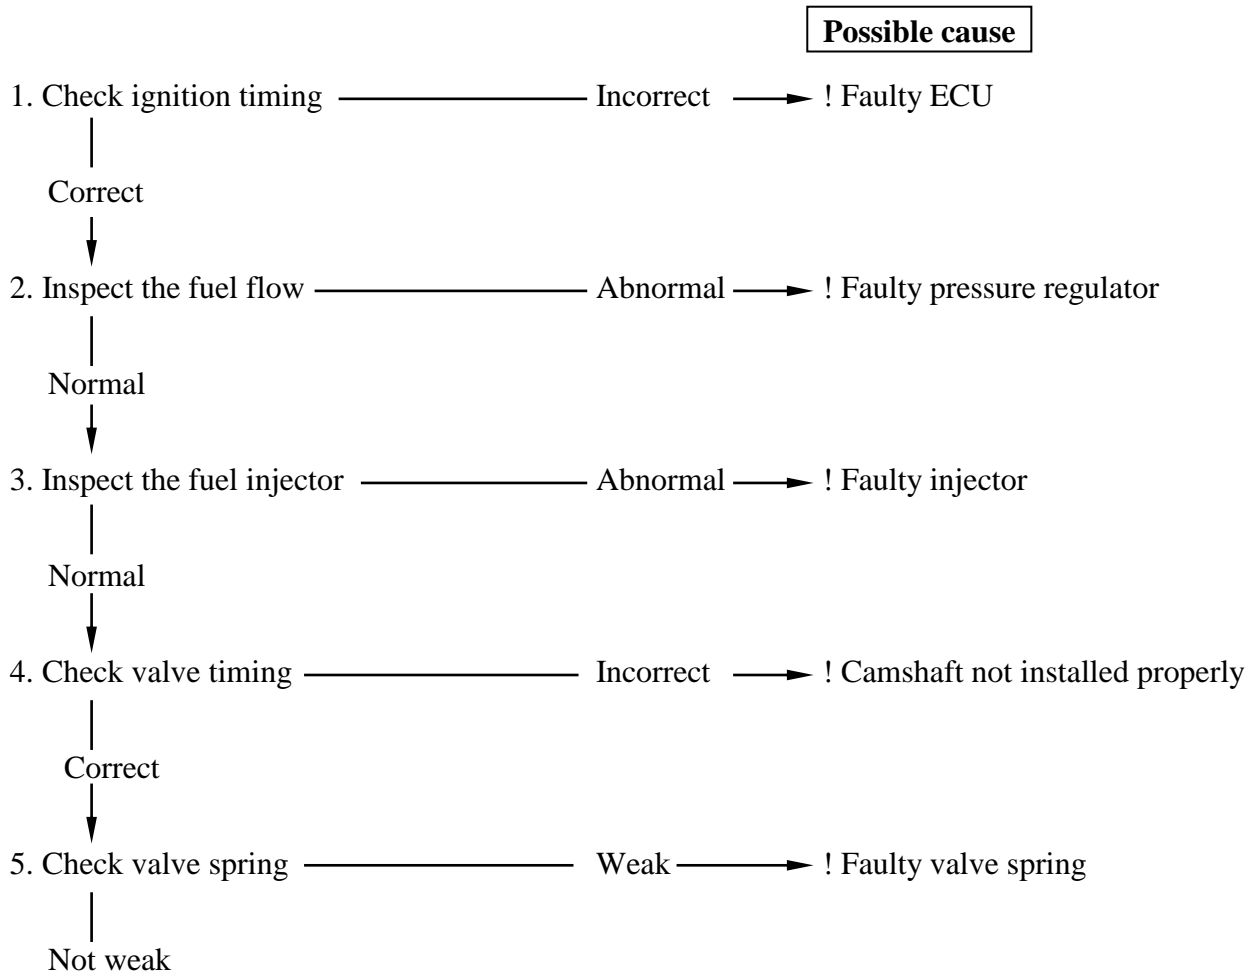 Possible cause
1. Check ignition timing Incorrect ! Faulty ECU
Correct
2. Inspect the fuel flow Abnormal ! Faulty pressure regulator
Normal
3. Inspect the fuel injector Abnormal ! Faulty injector
Normal
4. Check valve timing Incorrect ! Camshaft not installed properly
Correct
5. Check valve spring Weak ! Faulty valve spring
Not weak